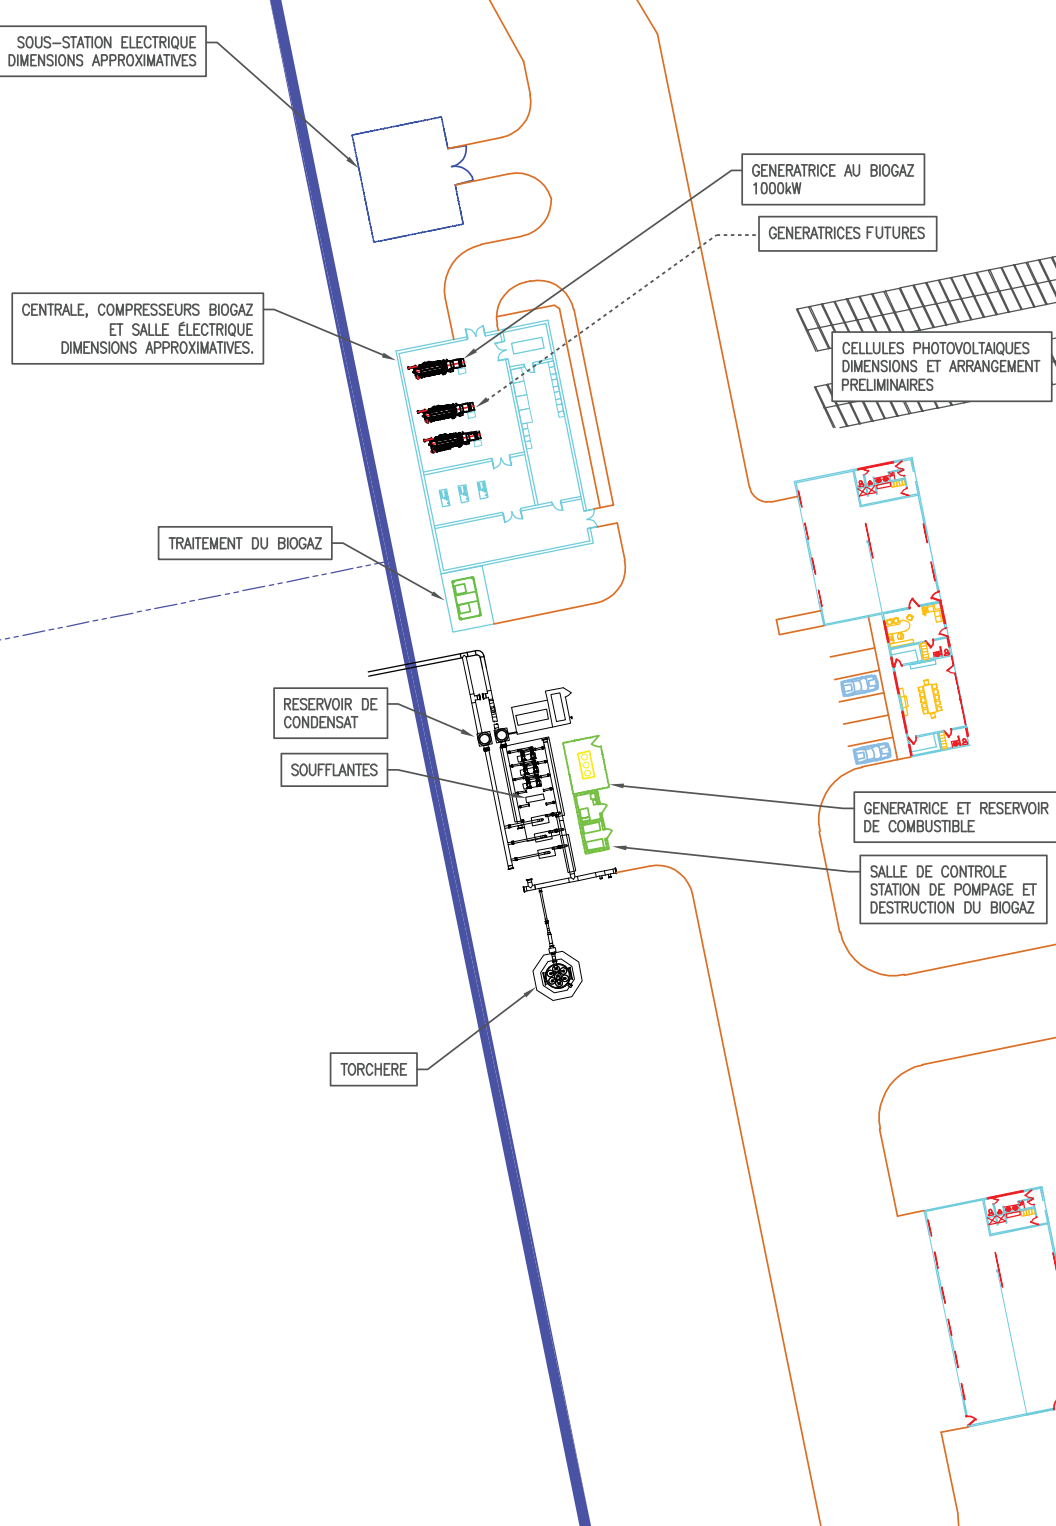 SOUS-STATION ELECTRIQUE
DIMENSIONS APPROXIMATIVES
GENERATRICE AU BIOGAZ
1000kW
GENERATRICES FUTURES
CENTRALE, COMPRESSEURS BIOGAZ
ET SALLE ÉLECTRIQUE
DIMENSIONS APPROXIMATIVES.
CELLULES PHOTOVOLTAIQUES
DIMENSIONS ET ARRANGEMENT
PRELIMINAIRES
TRAITEMENT DU BIOGAZ
RESERVOIR DE
CONDENSAT
SOUFFLANTES
GENERATRICE ET RESERVOIR
DE COMBUSTIBLE
SALLE DE CONTROLE
STATION DE POMPAGE ET
DESTRUCTION DU BIOGAZ
TORCHERE